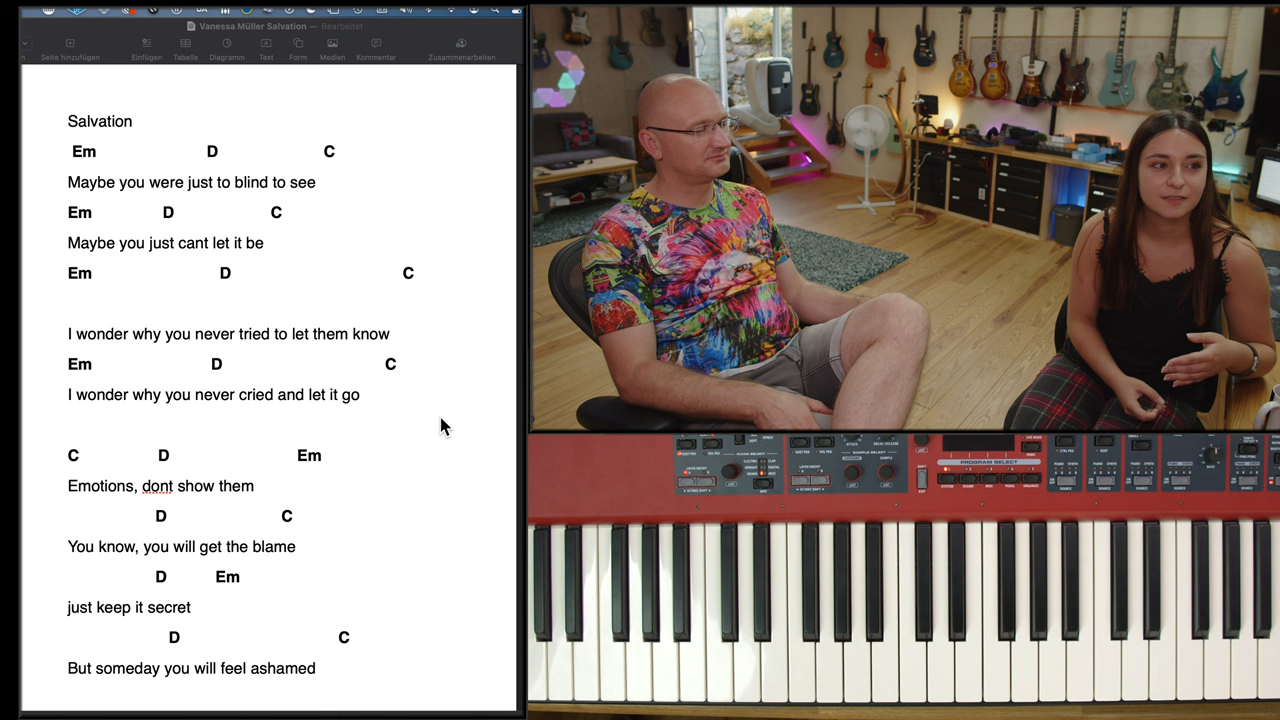 Vanessa Müller Salvation — Bearbeitet
Seite hinzufügen Einfügen Tabelle Diagramm Text Form Medien Kommentar Zusammenarbeiten
Salvation
Em D C
Maybe you were just to blind to see
Em D C
Maybe you just cant let it be
Em D C
I wonder why you never tried to let them know
Em D C
I wonder why you never cried and let it go
C D Em
Emotions, dont show them
D C
You know, you will get the blame
D Em
just keep it secret
D C
But someday you will feel ashamed
PROGRAM SELECT